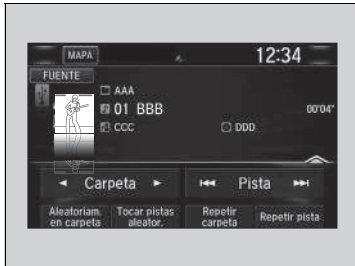 MAPA
12:34
FUENTE
AAA
01 BBB
00'04"
CCC
DDD
Carpeta
Pista
Aleatoriam. en carpeta
Tocar pistas aleator.
Repetir carpeta
Repetir pista